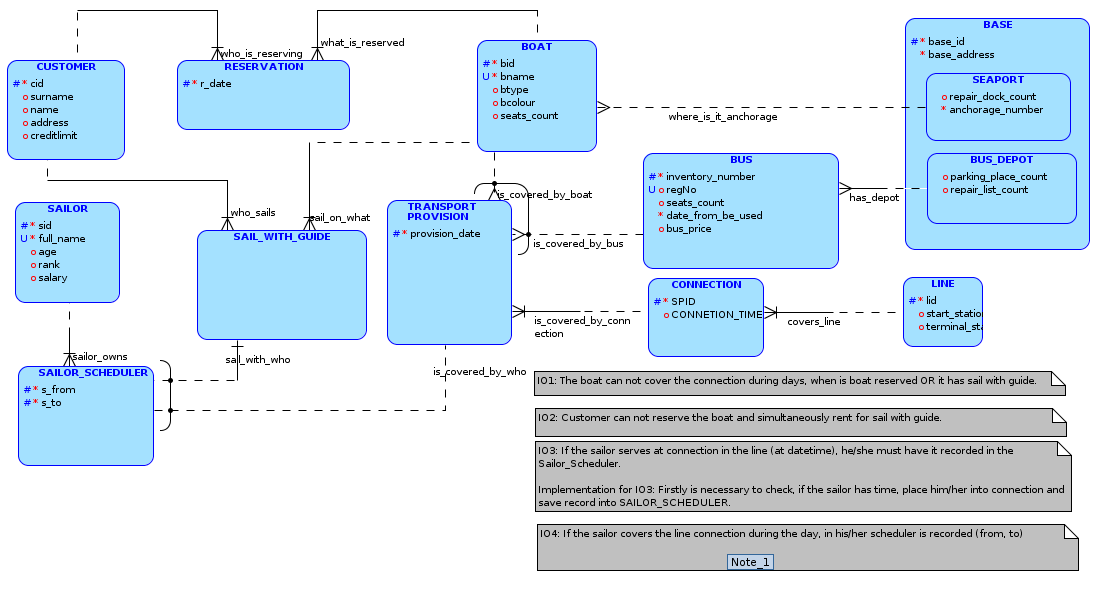 who_is_reserving
what_is_reserved
CUSTOMER
#* cid
o surname
o name
o address
o creditlimit
RESERVATION
#* r_date
BOAT
#* bid
U* bname
o btype
o bcolour
o seats_count
BASE
#* base_id
* base_address
SEAPORT
o repair_dock_count
* anchorage_number
BUS_DEPOT
o parking_place_count
o repair_list_count
where_is_it_anchorage
BUS
#* inventory_number
U o regNo
o seats_count
* date_from_be_used
o bus_price
has_depot
SAILOR
#* sid
U* full_name
o age
o rank
o salary
who_sails
sail_on_what
SAIL_WITH_GUIDE
is_covered_by_boat
TRANSPORT
PROVISION
#* provision_date
is_covered_by_bus
CONNECTION
#* SPID
o CONNETION_TIME
LINE
#* lid
o start_statio
o terminal_st
is_covered_by_conn
ection
covers_line
sailor_owns
sail_with_who
is_covered_by_who
SAILOR_SCHEDULER
#* s_from
#* s_to
IO1: The boat can not cover the connection during days, when is boat reserved OR it has sail with guide.
IO2: Customer can not reserve the boat and simultaneously rent for sail with guide.
IO3: If the sailor serves at connection in the line (at datetime), he/she must have it recorded in the
Sailor_Scheduler.
Implementation for IO3: Firstly is necessary to check, if the sailor has time, place him/her into connection and
save record into SAILOR_SCHEDULER.
IO4: If the sailor covers the line connection during the day, in his/her scheduler is recorded (from, to)
Note_1